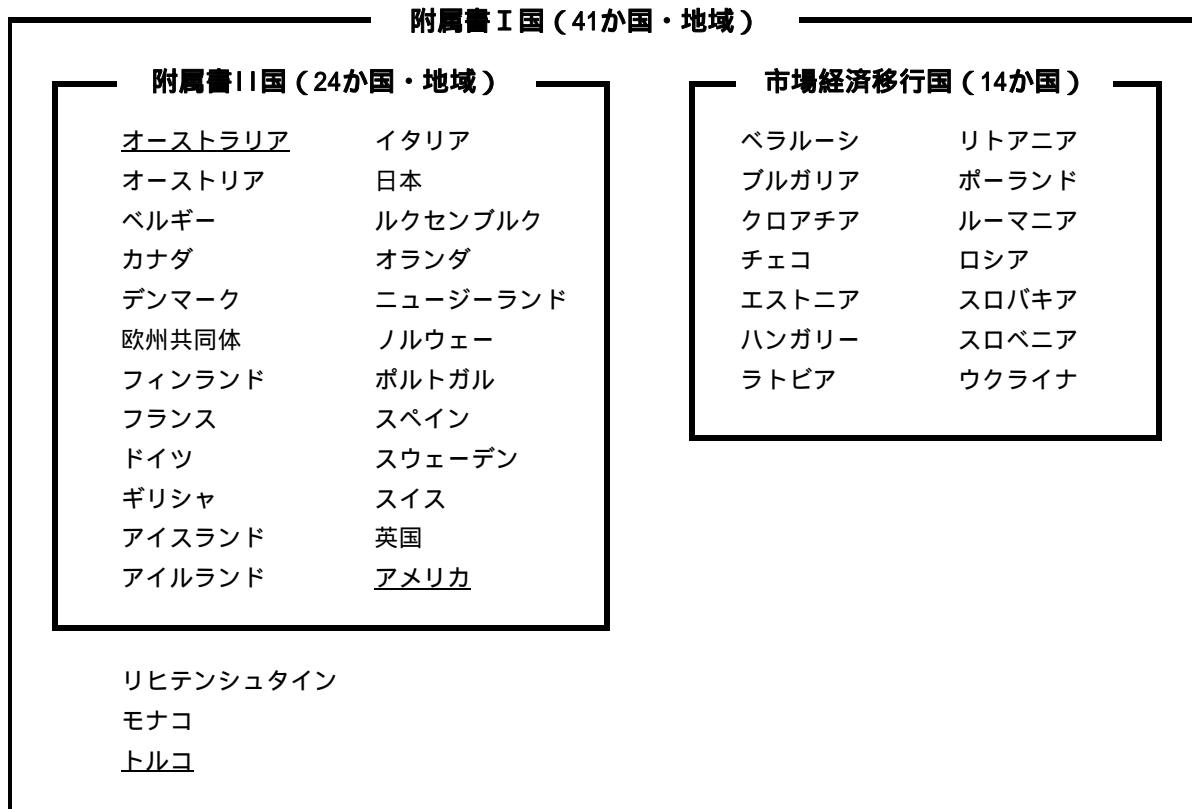 附属書Ⅰ国(41か国・地域)
附属書II国(24か国・地域)
オーストラリア イタリア
オーストリア 日本
ベルギー ルクセンブルク
カナダ オランダ
デンマーク ニュージーランド
欧州共同体 ノルウェー
フィンランド ポルトガル
フランス スペイン
ドイツ スウェーデン
ギリシャ スイス
アイスランド 英国
アイルランド アメリカ
市場経済移行国(14か国)
ベラルーシ リトアニア
ブルガリア ポーランド
クロアチア ルーマニア
チェコ ロシア
エストニア スロバキア
ハンガリー スロベニア
ラトビア ウクライナ
リヒテンシュタイン
モナコ
トルコ